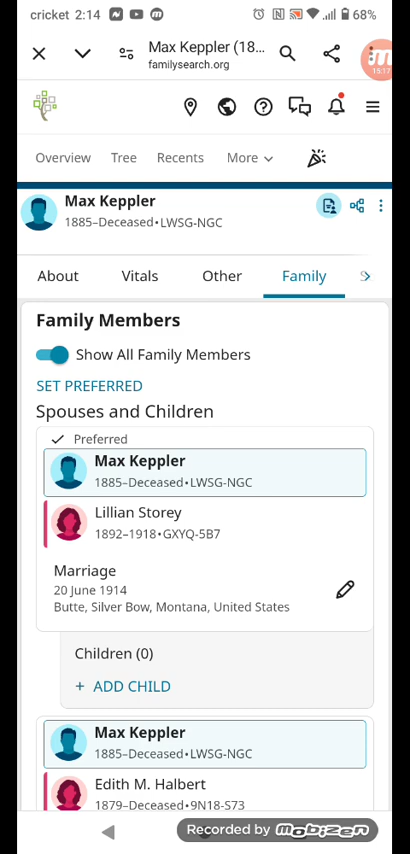 cricket 2:14 68%
Max Keppler (18...
familysearch.org
15:17
Overview Tree Recents More
Max Keppler
1885–Deceased•LWSG-NGC
About Vitals Other Family S
Family Members
Show All Family Members
SET PREFERRED
Spouses and Children
Preferred
Max Keppler
1885–Deceased•LWSG-NGC
Lillian Storey
1892–1918•GXYQ-5B7
Marriage
20 June 1914
Butte, Silver Bow, Montana, United States
Children (0)
+ ADD CHILD
Max Keppler
1885–Deceased•LWSG-NGC
Edith M. Halbert
1879–Deceased•9N18-S73
Recorded by mobizen